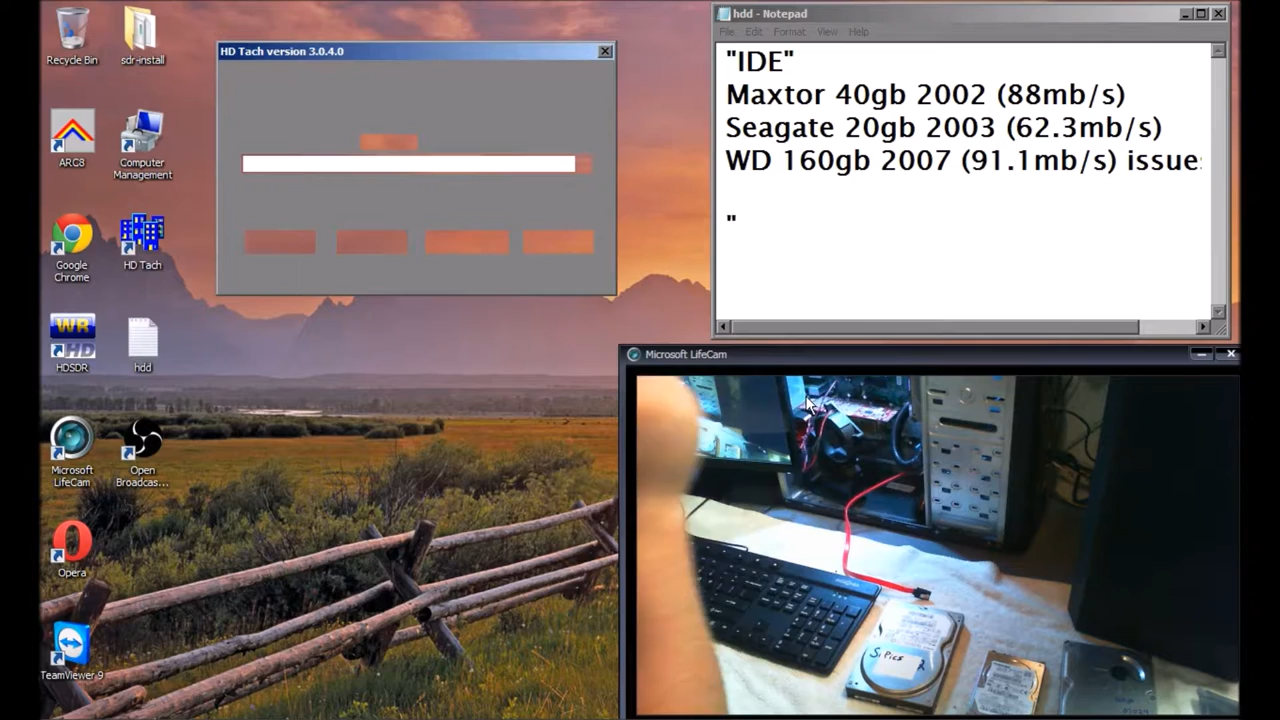 Recycle Bin
sdr-install
ARC8
Computer
Management
Google
Chrome
HD Tach
WR
HD
HDSDR
hdd
Microsoft
LifeCam
Open
Broadcas...
Opera
TeamViewer 9
HD Tach version 3.0.4.0
hdd - Notepad
File Edit Format View Help
"IDE"
Maxtor 40gb 2002 (88mb/s)
Seagate 20gb 2003 (62.3mb/s)
WD 160gb 2007 (91.1mb/s) issue
"
Microsoft LifeCam